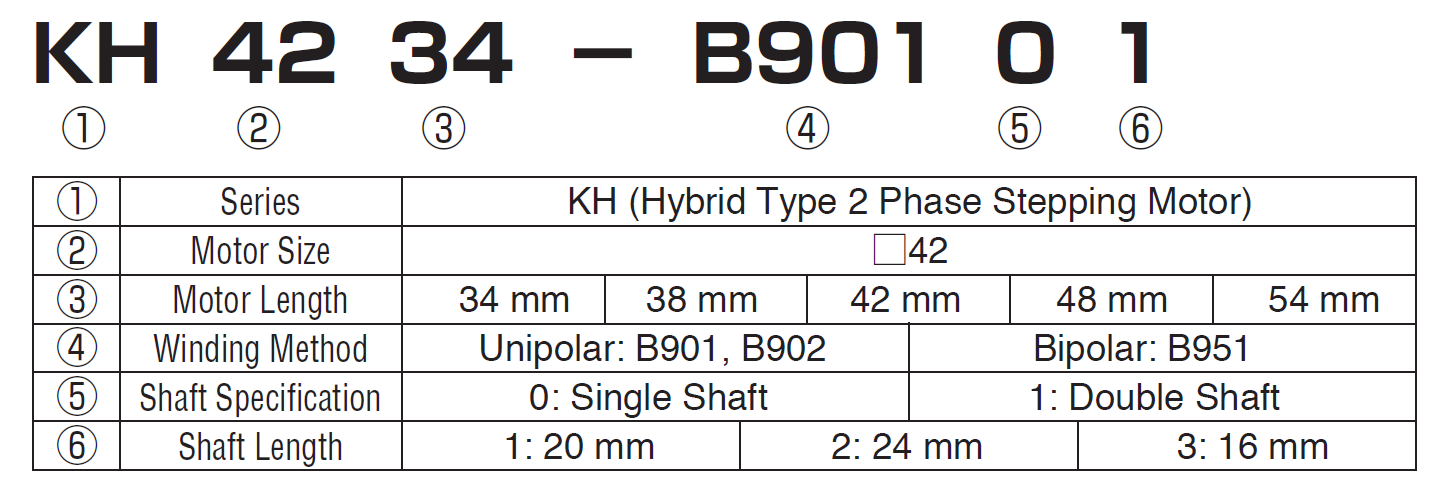 KH 42 34 - B901 0 1
① ② ③ ④ ⑤ ⑥
① Series KH (Hybrid Type 2 Phase Stepping Motor)
② Motor Size □42
③ Motor Length 34 mm 38 mm 42 mm 48 mm 54 mm
④ Winding Method Unipolar: B901, B902 Bipolar: B951
⑤ Shaft Specification 0: Single Shaft 1: Double Shaft
⑥ Shaft Length 1: 20 mm 2: 24 mm 3: 16 mm